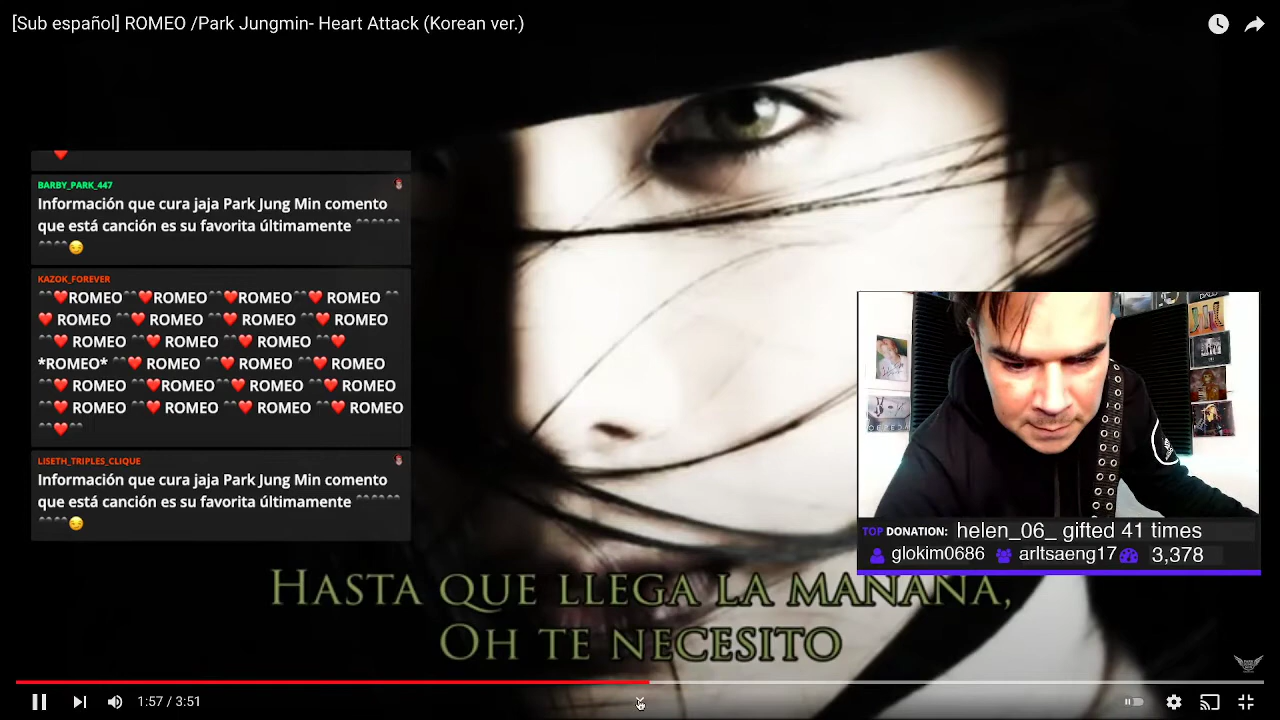 [Sub español] ROMEO /Park Jungmin- Heart Attack (Korean ver.)
BARBY_PARK_447
Información que cura jaja Park Jung Min comento
que está canción es su favorita últimamente ^^^^^^
^^^^😏
KAZOK_FOREVER
^^❤️ROMEO^^❤️ROMEO^^❤️ROMEO^^❤️ ROMEO ^^
❤️ ROMEO ^^❤️ ROMEO ^^❤️ ROMEO ^^❤️ ROMEO
^^❤️ ROMEO ^^❤️ ROMEO ^^❤️ ROMEO ^^❤️
*ROMEO* ^^❤️ ROMEO ^^❤️ ROMEO ^^❤️ ROMEO
^^❤️ ROMEO ^^❤️ROMEO^^❤️ ROMEO ^^❤️ ROMEO
^^❤️ ROMEO ^^❤️ ROMEO ^^❤️ ROMEO ^^❤️ ROMEO
^^❤️^^
LISETH_TRIPLES_CLIQUE
Información que cura jaja Park Jung Min comento
que está canción es su favorita últimamente ^^^^^^
^^^^😏
TOP DONATION: helen_06_ gifted 41 times
glokim0686 arltsaeng17 3,378
HASTA QUE LLEGA LA MAÑANA,
OH TE NECESITO
1:57 / 3:51